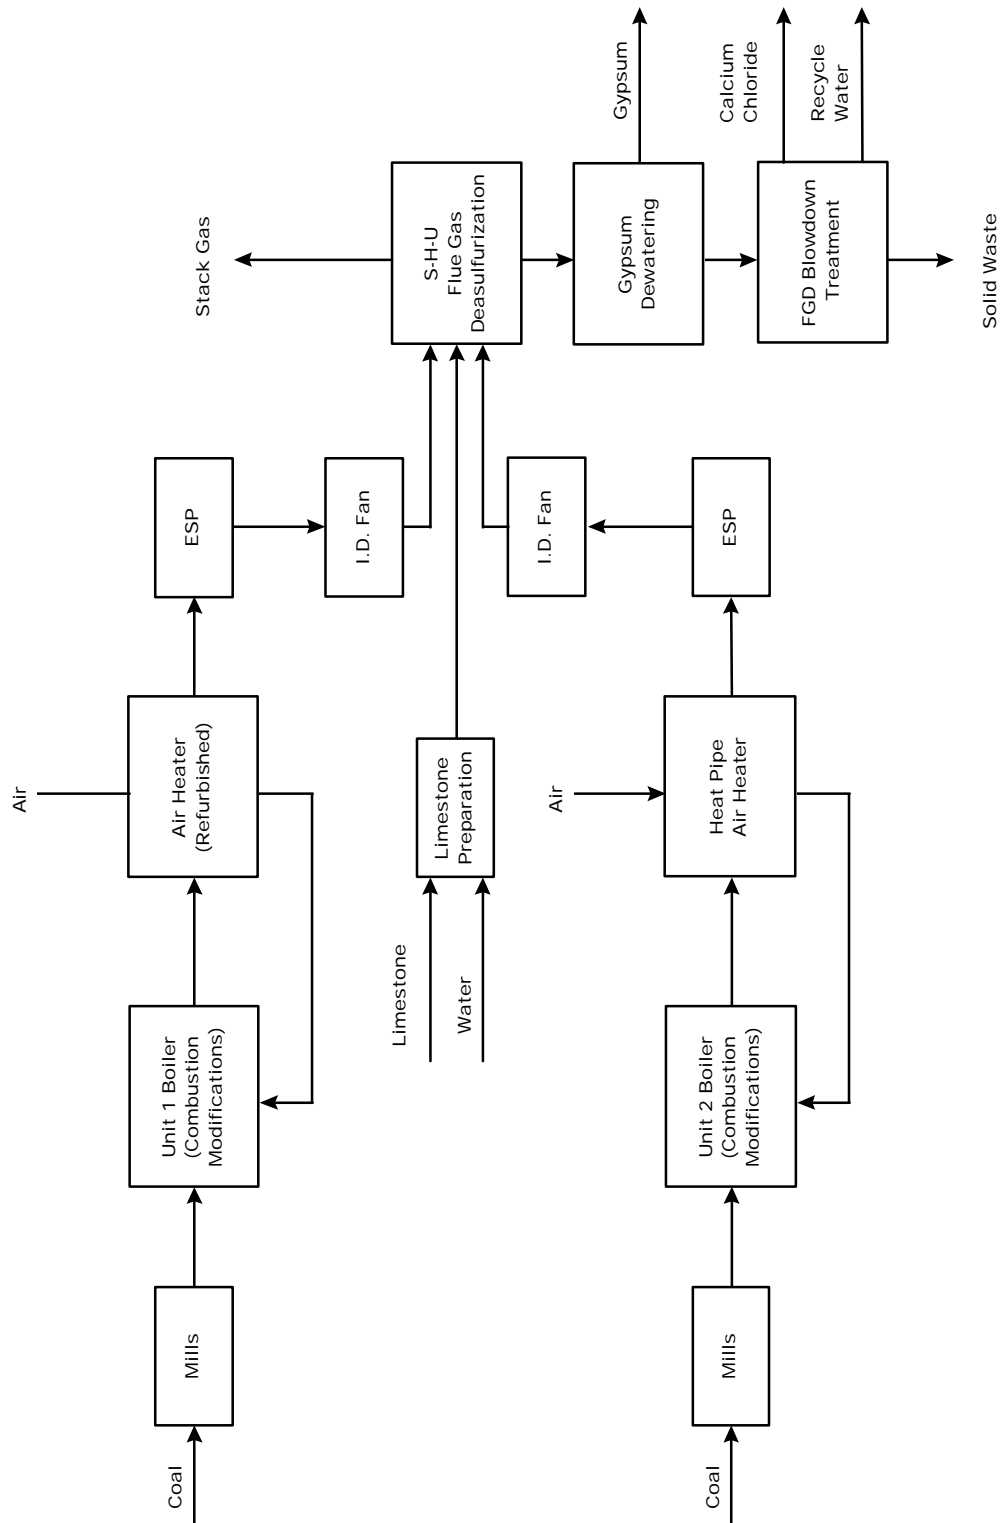 Coal
Mills
Unit 1 Boiler
(Combustion
Modifications)
Air
Air Heater
(Refurbished)
ESP
I.D. Fan
Stack Gas
Limestone
Water
Limestone
Preparation
S-H-U
Flue Gas
Deasulfurization
Gypsum
Gypsum
Dewatering
Calcium
Chloride
Recycle
Water
FGD Blowdown
Treatment
Solid Waste
Coal
Mills
Unit 2 Boiler
(Combustion
Modifications)
Air
Heat Pipe
Air Heater
ESP
I.D. Fan